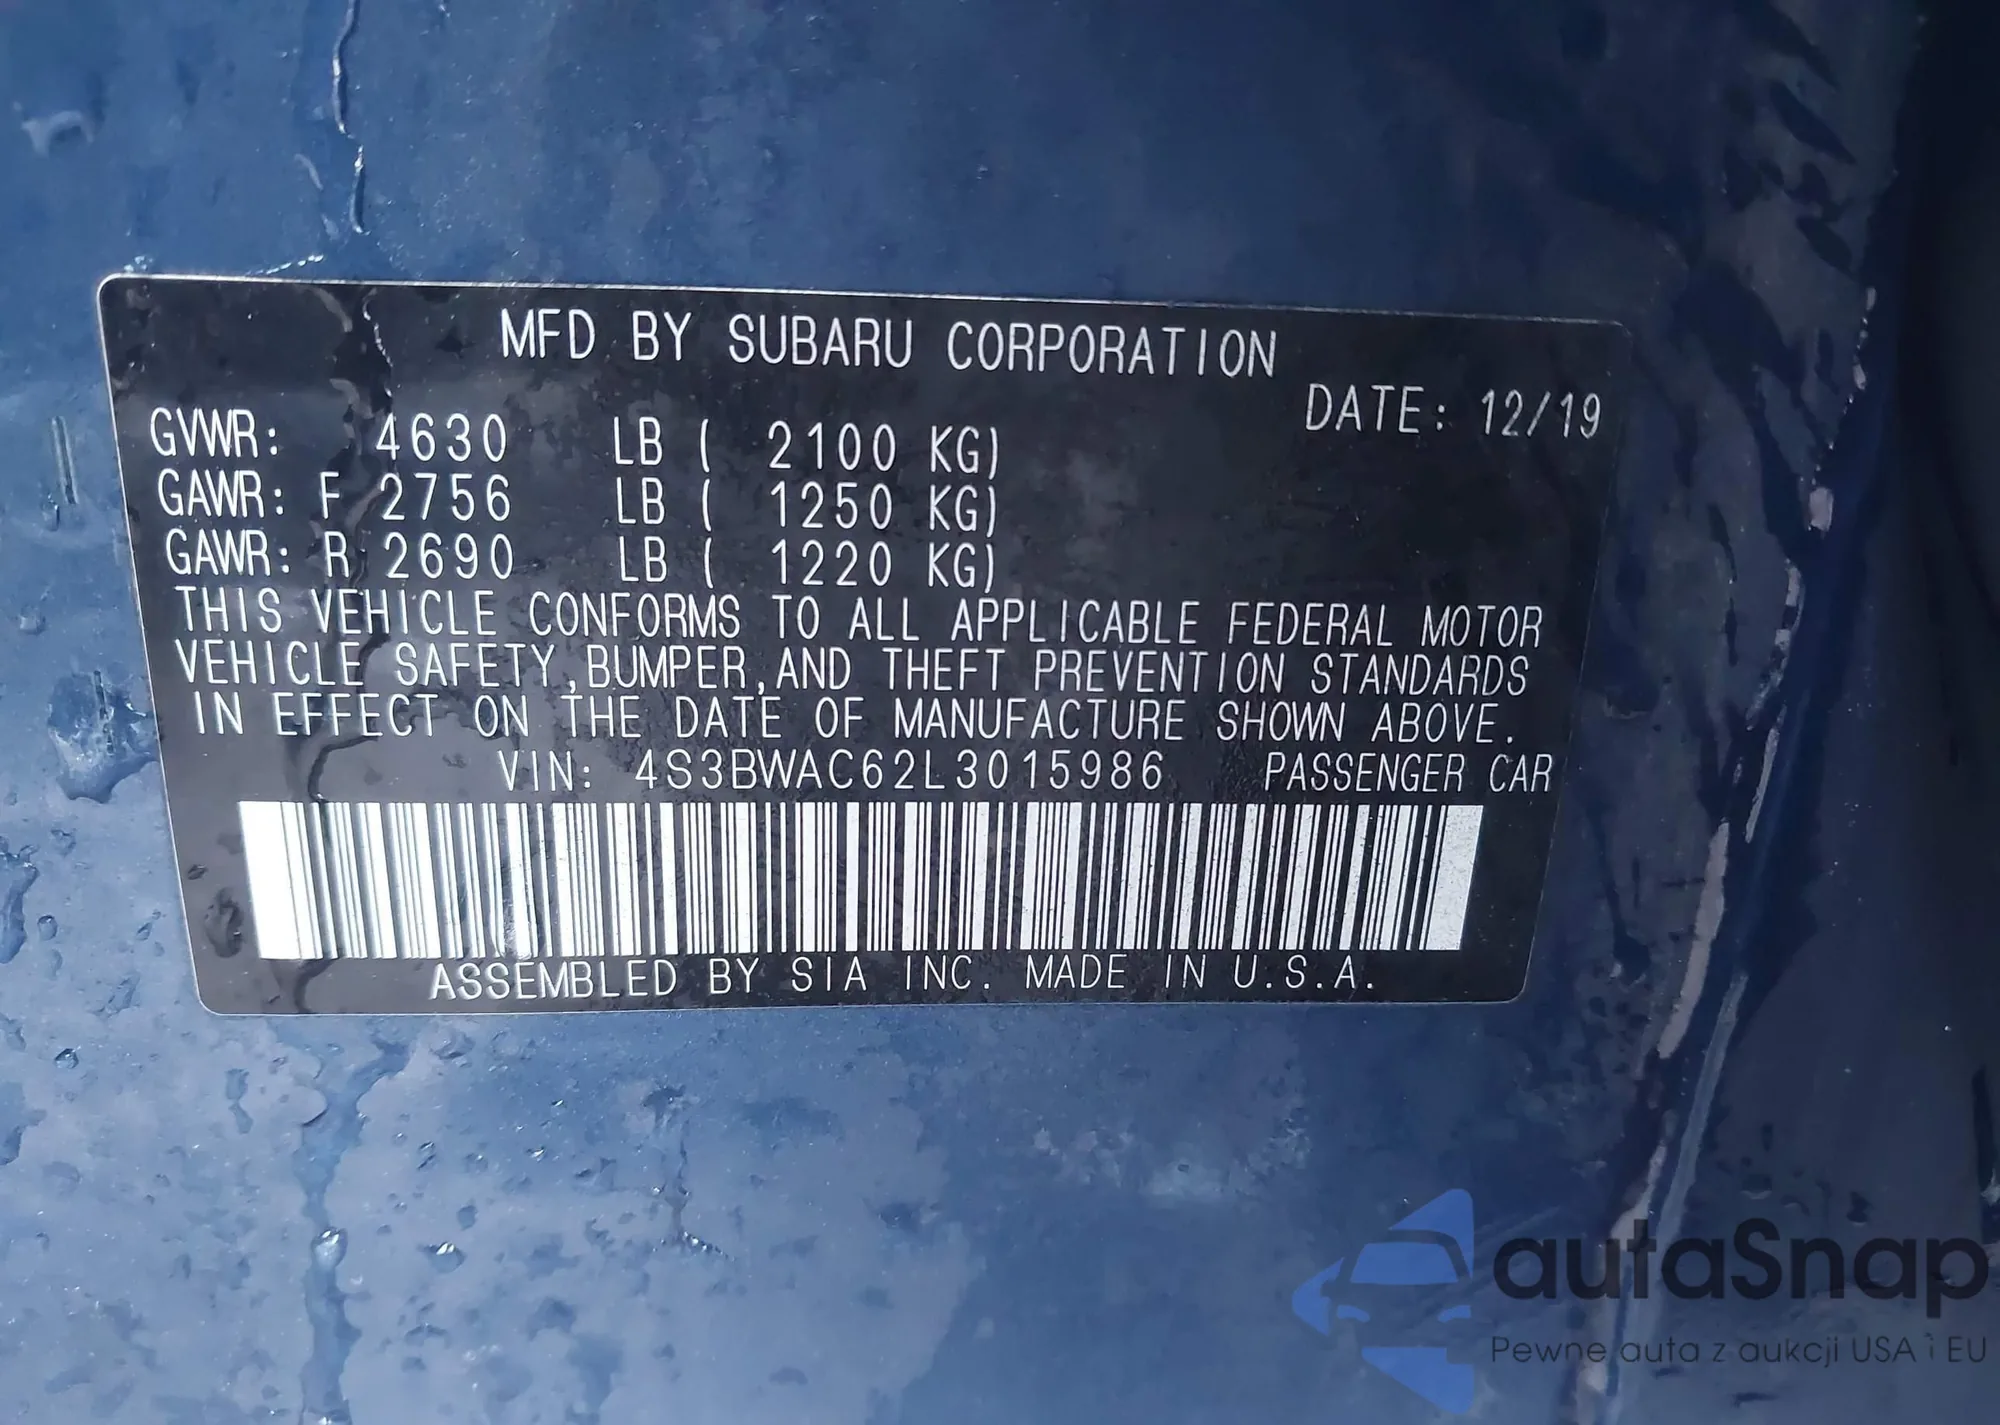 MFD BY SUBARU CORPORATION
DATE: 12/19
GVWR: 4630 LB ( 2100 KG)
GAWR: F 2756 LB ( 1250 KG)
GAWR: R 2690 LB ( 1220 KG)
THIS VEHICLE CONFORMS TO ALL APPLICABLE FEDERAL MOTOR
VEHICLE SAFETY,BUMPER,AND THEFT PREVENTION STANDARDS
IN EFFECT ON THE DATE OF MANUFACTURE SHOWN ABOVE.
VIN: 4S3BWAC62L3015986 PASSENGER CAR
ASSEMBLED BY SIA INC. MADE IN U.S.A.
autaSnap
Pewne auta z aukcji USA i EU